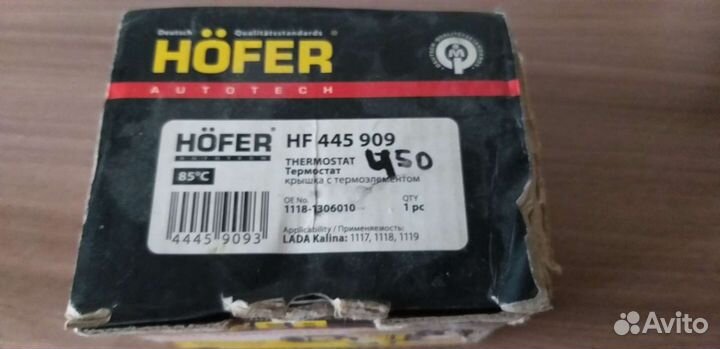 Deutsch Qualitätsstandards
HÖFER
AUTOTECH
HÖFER
AUTOTECH
85°C
4445 9093
HF 445 909
THERMOSTAT
Термостат
крышка с термоэлементом
450
OE No.
1118-1306010
QTY
1 pc
Applicability / Применяемость:
LADA Kalina: 1117, 1118, 1119
Avito